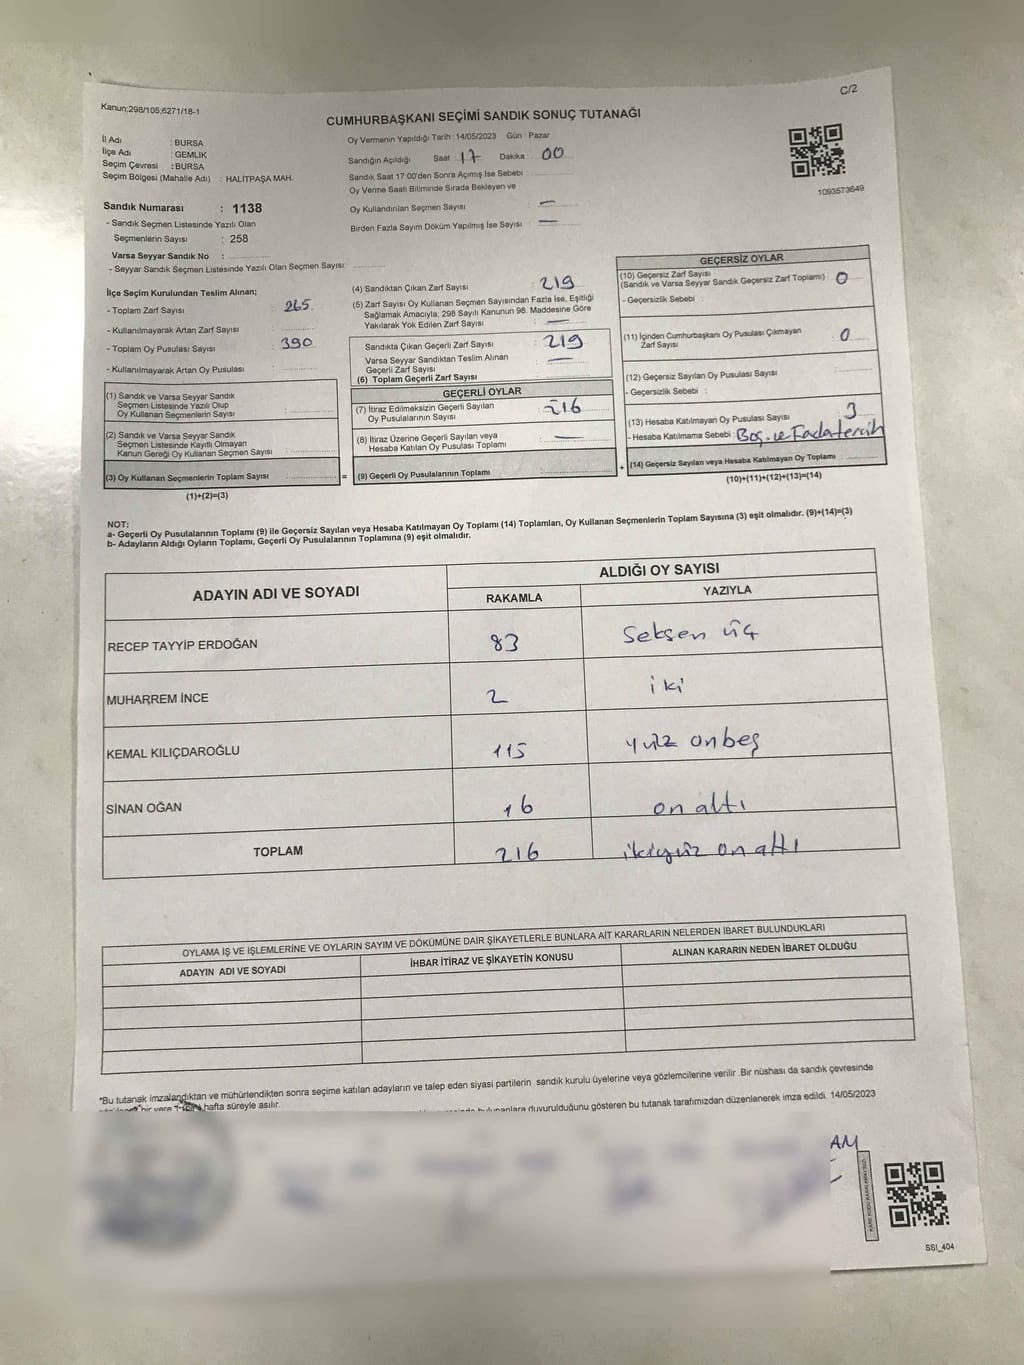 Kanun;298/105;6271/18-1
C/2
CUMHURBAŞKANI SEÇİMİ SANDIK SONUÇ TUTANAĞI
İl Adı : BURSA
İlçe Adı : GEMLİK
Seçim Çevresi : BURSA
Seçim Bölgesi (Mahalle Adı) : HALİTPAŞA MAH.
Sandık Numarası : 1138
- Sandık Seçmen Listesinde Yazılı Olan
Seçmenlerin Sayısı : 258
Varsa Seyyar Sandık No :
- Seyyar Sandık Seçmen Listesinde Yazılı Olan Seçmen Sayısı:
Oy Vermenin Yapıldığı Tarih : 14/05/2023 Gün : Pazar
Sandığın Açıldığı Saat : 17 Dakika : 00
Sandık Saat 17:00'den Sonra Açımış İse Sebebi :
Oy Verme Saati Bitiminde Sırada Bekleyen ve
Oy Kullandırılan Seçmen Sayısı : —
Birden Fazla Sayım Döküm Yapılmış İse Sayısı : —
1093573649
İlçe Seçim Kurulundan Teslim Alınan;
- Toplam Zarf Sayısı : 265
- Kullanılmayarak Artan Zarf Sayısı :
- Toplam Oy Pusulası Sayısı : 390
- Kullanılmayarak Artan Oy Pusulası :
(1) Sandık ve Varsa Seyyar Sandık
Seçmen Listesinde Yazılı Olup
Oy Kullanan Seçmenlerin Sayısı :
(2) Sandık ve Varsa Seyyar Sandık
Seçmen Listesinde Kayıtlı Olmayan
Kanun Gereği Oy Kullanan Seçmen Sayısı :
(3) Oy Kullanan Seçmenlerin Toplam Sayısı :
(1)+(2)=(3)
=
(4) Sandıktan Çıkan Zarf Sayısı : 219
(5) Zarf Sayısı Oy Kullanan Seçmen Sayısından Fazla İse, Eşitliği
Sağlamak Amacıyla; 298 Sayılı Kanunun 98. Maddesine Göre
Yakılarak Yok Edilen Zarf Sayısı : —
Sandıkta Çıkan Geçerli Zarf Sayısı : 219
Varsa Seyyar Sandıktan Teslim Alınan
Geçerli Zarf Sayısı : —
(6) Toplam Geçerli Zarf Sayısı
GEÇERLİ OYLAR
(7) İtiraz Edilmeksizin Geçerli Sayılan
Oy Pusulalarının Sayısı : 216
(8) İtiraz Üzerine Geçerli Sayılan veya
Hesaba Katılan Oy Pusulası Toplamı : —
(9) Geçerli Oy Pusulalarının Toplamı
+
GEÇERSİZ OYLAR
(10) Geçersiz Zarf Sayısı
(Sandık ve Varsa Seyyar Sandık Geçersiz Zarf Toplamı) : 0
- Geçersizlik Sebebi :
(11) İçinden Cumhurbaşkanı Oy Pusulası Çıkmayan
Zarf Sayısı : 0
(12) Geçersiz Sayılan Oy Pusulası Sayısı :
- Geçersizlik Sebebi :
(13) Hesaba Katılmayan Oy Pusulası Sayısı : 3
- Hesaba Katılmama Sebebi : Boş ve Fazla tercih
(14) Geçersiz Sayılan veya Hesaba Katılmayan Oy Toplamı :
(10)+(11)+(12)+(13)=(14)
NOT:
a- Geçerli Oy Pusulalarının Toplamı (9) ile Geçersiz Sayılan veya Hesaba Katılmayan Oy Toplamı (14) Toplamları, Oy Kullanan Seçmenlerin Toplam Sayısına (3) eşit olmalıdır. (9)+(14)=(3)
b- Adayların Aldığı Oyların Toplamı, Geçerli Oy Pusulalarının Toplamına (9) eşit olmalıdır.
ADAYIN ADI VE SOYADI
ALDIĞI OY SAYISI
RAKAMLA YAZIYLA
RECEP TAYYİP ERDOĞAN 83 Seksen üç
MUHARREM İNCE 2 iki
KEMAL KILIÇDAROĞLU 115 yüz onbeş
SİNAN OĞAN 16 on altı
TOPLAM 216 ikiyüz on altı
OYLAMA İŞ VE İŞLEMLERİNE VE OYLARIN SAYIM VE DÖKÜMÜNE DAİR ŞİKAYETLERLE BUNLARA AİT KARARLARIN NELERDEN İBARET BULUNDUKLARI
ADAYIN ADI VE SOYADI İHBAR İTİRAZ VE ŞİKAYETİN KONUSU ALINAN KARARIN NEDEN İBARET OLDUĞU
*Bu tutanak imzalandıktan ve mühürlendikten sonra seçime katılan adayların ve talep eden siyasi partilerin sandık kurulu üyelerine veya gözlemcilerine verilir .Bir nüshası da sandık çevresinde
bir yere 1 hafta süreyle asılır.
duyurulduğunu gösteren bu tutanak tarafımızdan düzenlenerek imza edildi. 14/05/2023
AM
SSI_404